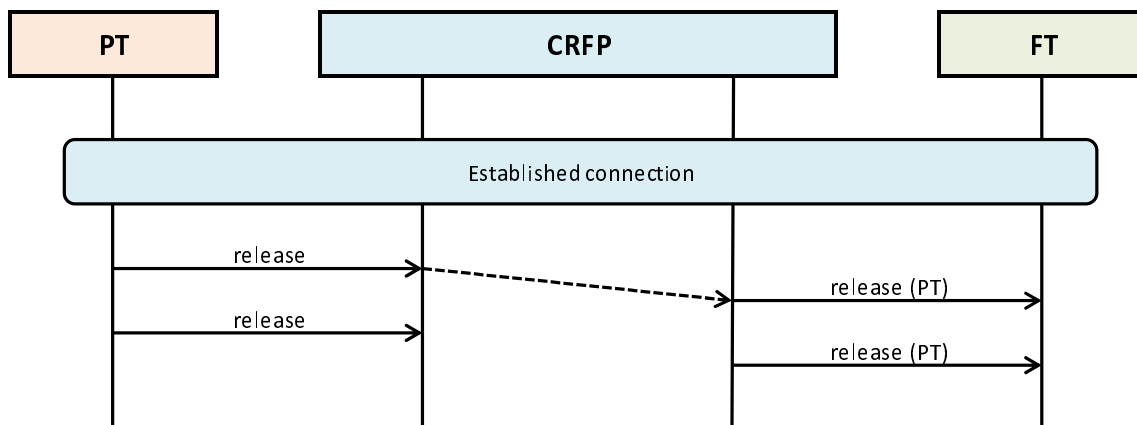 PT
CRFP
FT
Established connection
release
release (PT)
release
release (PT)